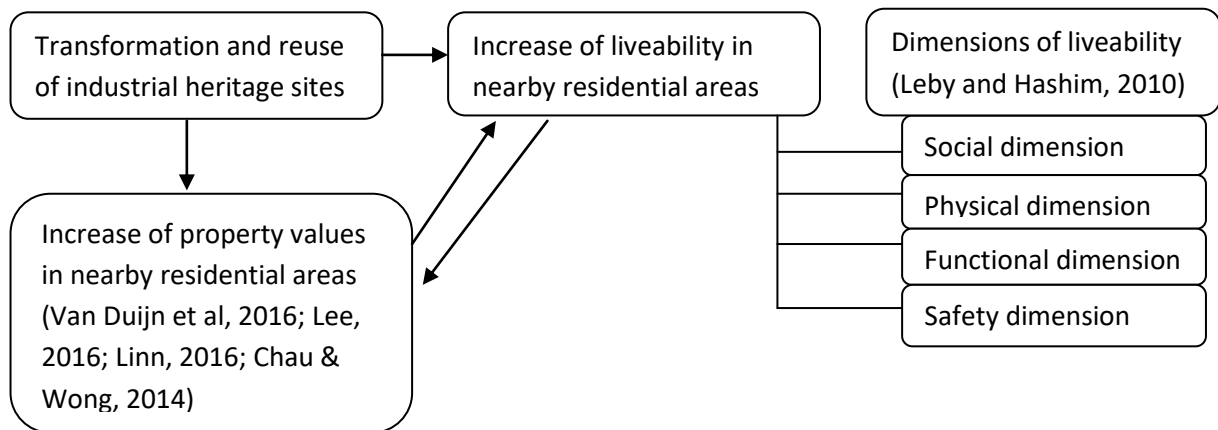 Transformation and reuse
of industrial heritage sites
Increase of liveability in
nearby residential areas
Dimensions of liveability
(Leby and Hashim, 2010)
Social dimension
Physical dimension
Functional dimension
Safety dimension
Increase of property values
in nearby residential areas
(Van Duijn et al, 2016; Lee,
2016; Linn, 2016; Chau &
Wong, 2014)